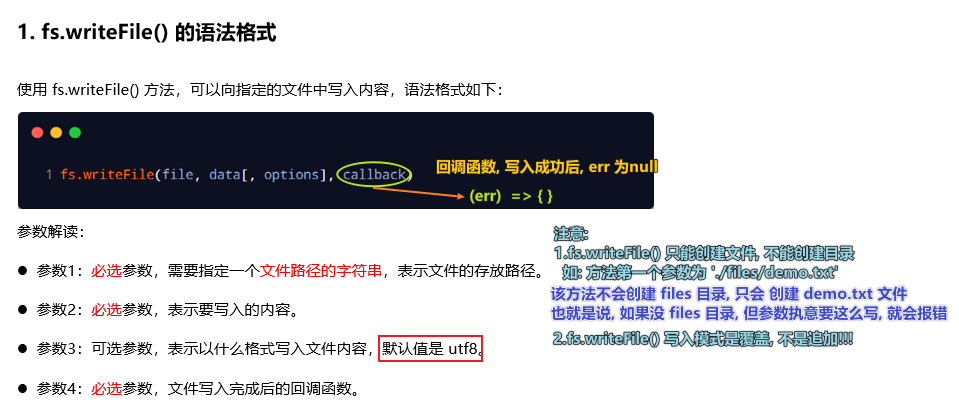 1. fs.writeFile() 的语法格式
使用 fs.writeFile() 方法，可以向指定的文件中写入内容，语法格式如下：
回调函数, 写入成功后, err 为null
1 fs.writeFile(file, data[, options], callback)
(err) => { }
参数解读：
● 参数1：必选参数，需要指定一个文件路径的字符串，表示文件的存放路径。
● 参数2：必选参数，表示要写入的内容。
● 参数3：可选参数，表示以什么格式写入文件内容，默认值是 utf8。
● 参数4：必选参数，文件写入完成后的回调函数。
注意:
1.fs.writeFile() 只能创建文件, 不能创建目录
如: 方法第一个参数为 './files/demo.txt'
该方法不会创建 files 目录, 只会 创建 demo.txt 文件
也就是说, 如果没 files 目录, 但参数执意要这么写, 就会报错
2.fs.writeFile() 写入模式是覆盖, 不是追加!!!